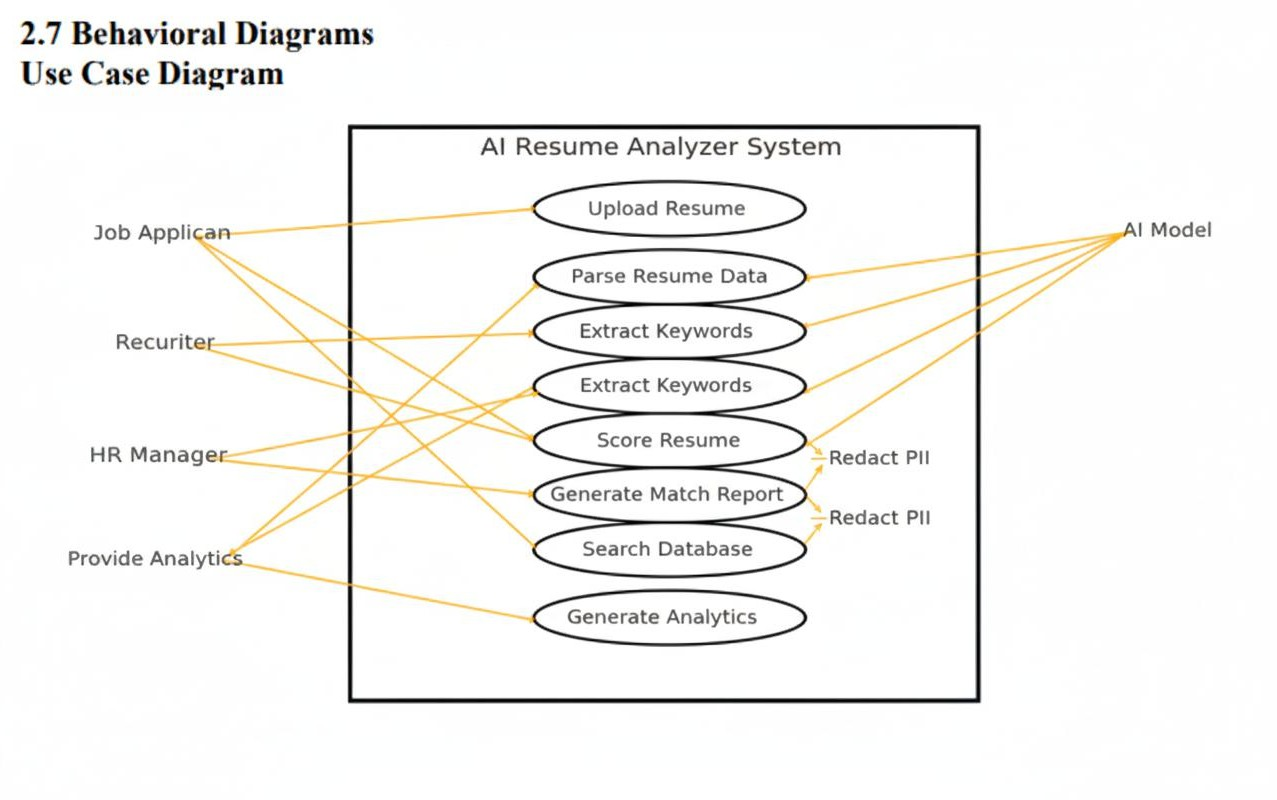 2.7 Behavioral Diagrams
Use Case Diagram
AI Resume Analyzer System
Job Applican
Recuriter
HR Manager
Provide Analytics
Upload Resume
Parse Resume Data
Extract Keywords
Extract Keywords
Score Resume
Generate Match Report
Search Database
Generate Analytics
Redact PII
Redact PII
AI Model